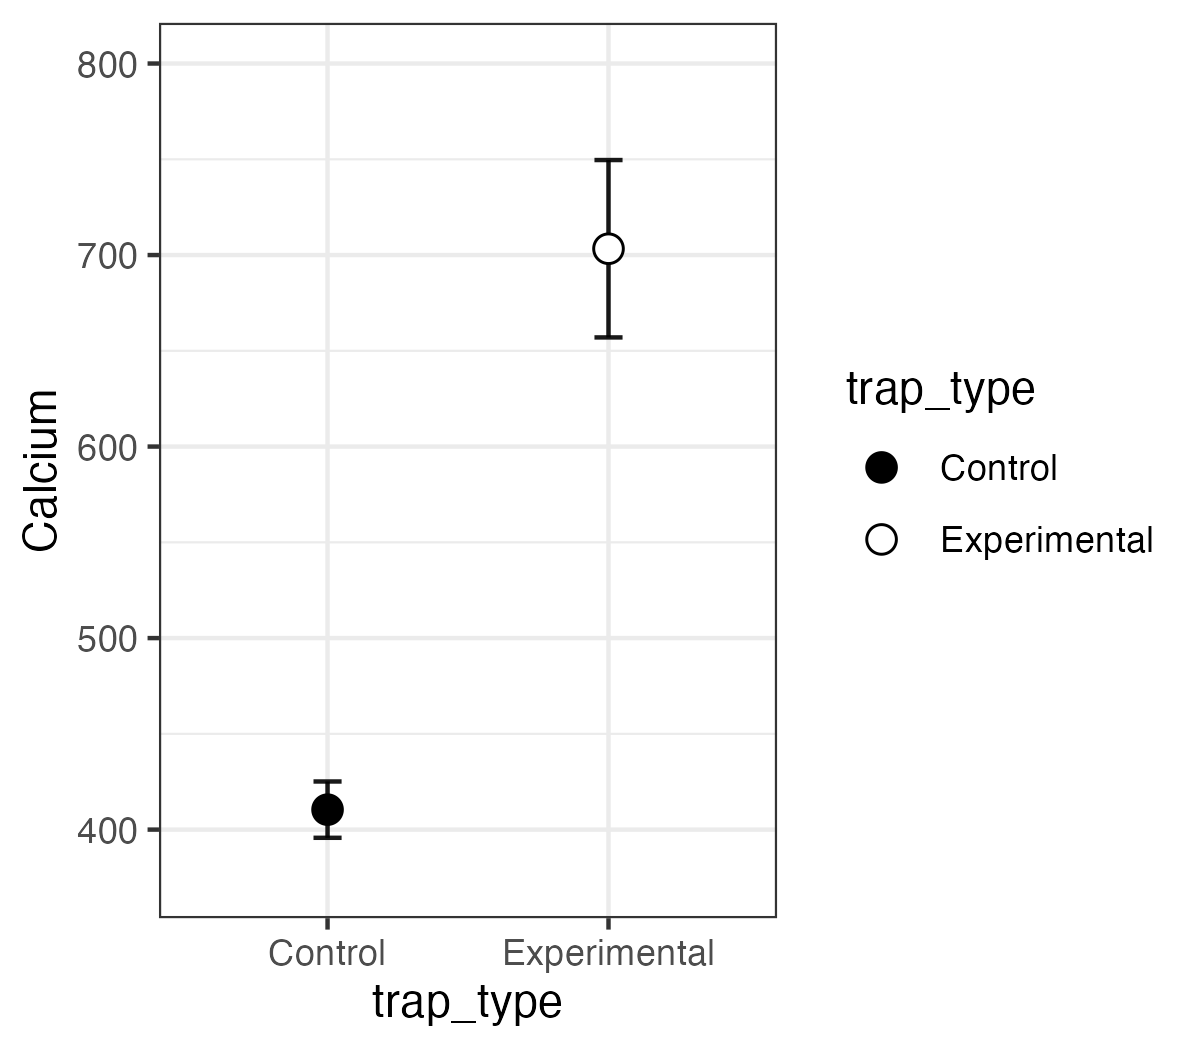 800
700
600
500
400
Calcium
Control
Experimental
trap_type
trap_type
Control
Experimental